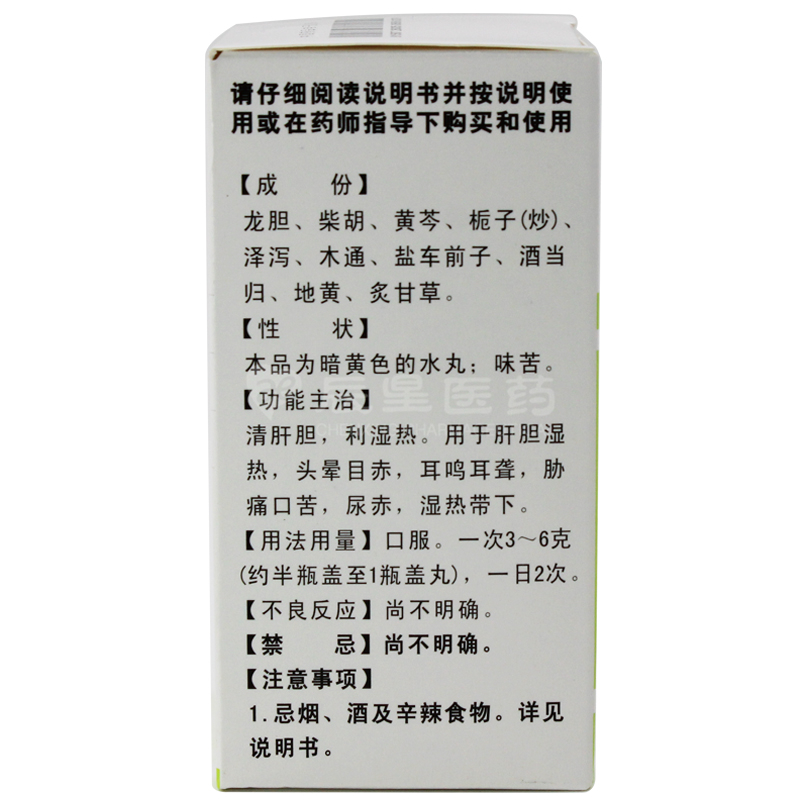 请仔细阅读说明书并按说明使
用或在药师指导下购买和使用
【成　份】
龙胆、柴胡、黄芩、栀子(炒)、
泽泻、木通、盐车前子、酒当
归、地黄、炙甘草。
【性　状】
本品为暗黄色的水丸；味苦。
【功能主治】
清肝胆，利湿热。用于肝胆湿
热，头晕目赤，耳鸣耳聋，胁
痛口苦，尿赤，湿热带下。
【用法用量】口服。一次3～6克
(约半瓶盖至1瓶盖丸)，一日2次。
【不良反应】尚不明确。
【禁　忌】尚不明确。
【注意事项】
1.忌烟、酒及辛辣食物。详见
说明书。